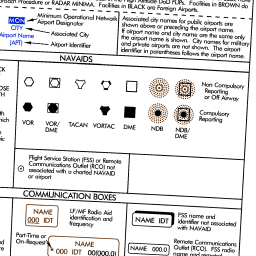 Approach Procedure or RADAR MINIMA. Facilities in BLACK are Foreign Airports. Facilities in BROWN do
MON
CITY
Airport Name
[APT]
Minimum Operational Network
Airport Designator
Associated City
Airport Identifier
Associated city names for public airports are
shown above or preceding the airport name.
If airport name and city name are the same only
the airport name is shown. City names for military
and private airports are not shown. The airport
identifier in parentheses follows the airport name.
NAVAIDS
Non Compulsory
Reporting
or Off Airway
Compulsory
Reporting
VOR
VOR/
DME
TACAN
VORTAC
DME
NDB
NDB/
DME
Flight Service Station (FSS) or Remote
Communications Outlet (RCO) not
associated with a charted NAVAID
or airport
COMMUNICATION BOXES
NAME
000 IDT
LF/MF Radio Aid
identification and
frequency
NAME IDT
FSS name and
identifier not associated
with NAVAID
Part-Time or
On-Request
NAME
000 IDT 00(000.0)
NAME 000.0
Remote Communications
Outlet (RCO). FSS radio